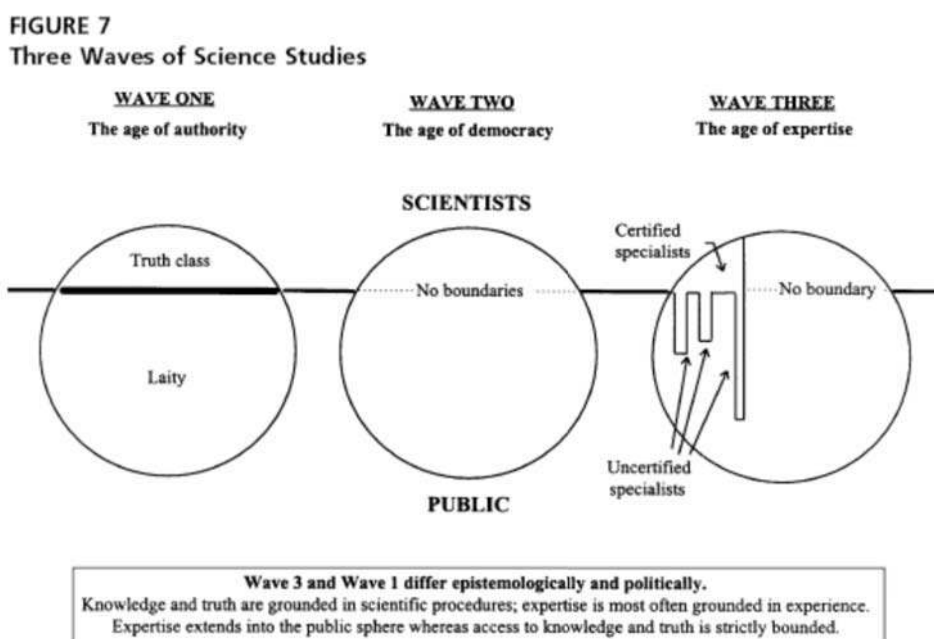 FIGURE 7
Three Waves of Science Studies
WAVE ONE
The age of authority
WAVE TWO
The age of democracy
WAVE THREE
The age of expertise
SCIENTISTS
Truth class
Laity
No boundaries
Certified
specialists
No boundary
Uncertified
specialists
PUBLIC
Wave 3 and Wave 1 differ epistemologically and politically.
Knowledge and truth are grounded in scientific procedures; expertise is most often grounded in experience.
Expertise extends into the public sphere whereas access to knowledge and truth is strictly bounded.